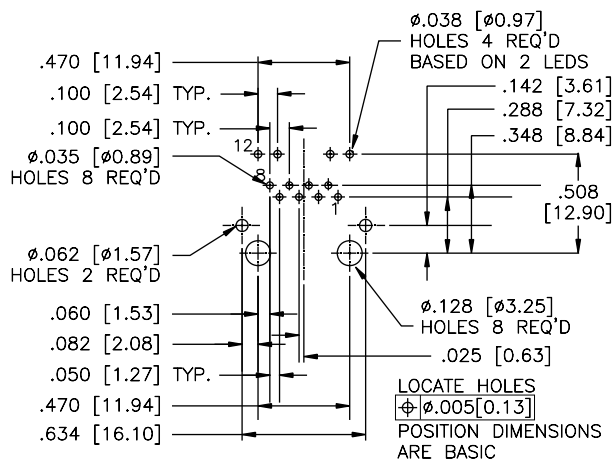 ø.038 [ø0.97]
HOLES 4 REQ'D
BASED ON 2 LEDS
.470 [11.94]
.142 [3.61]
.100 [2.54] TYP.
.288 [7.32]
.100 [2.54] TYP.
.348 [8.84]
12
ø.035 [ø0.89]
HOLES 8 REQ'D
8
.508
[12.90]
1
ø.062 [ø1.57]
HOLES 2 REQ'D
ø.128 [ø3.25]
HOLES 8 REQ'D
.060 [1.53]
.082 [2.08]
.025 [0.63]
.050 [1.27] TYP.
.470 [11.94]
.634 [16.10]
LOCATE HOLES
⌖ ø.005[0.13]
POSITION DIMENSIONS
ARE BASIC